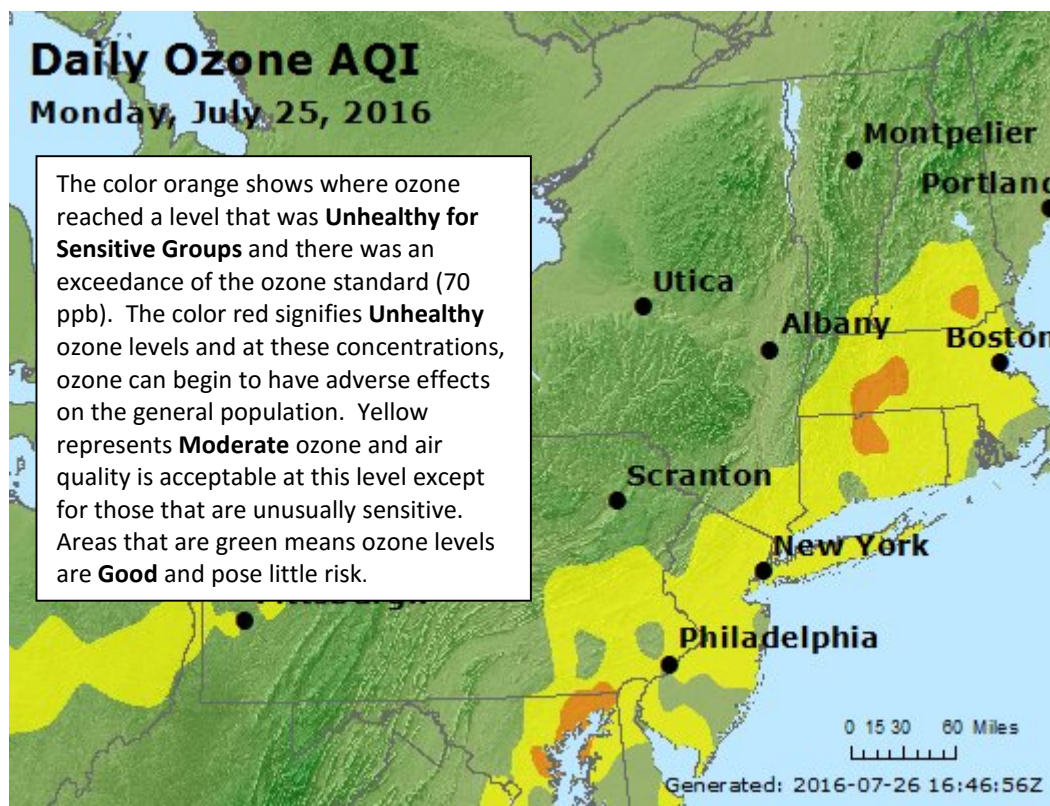 Daily Ozone AQI
Monday, July 25, 2016
Montpelier
Portland
The color orange shows where ozone
reached a level that was Unhealthy for
Sensitive Groups and there was an
exceedance of the ozone standard (70
ppb). The color red signifies Unhealthy
ozone levels and at these concentrations,
ozone can begin to have adverse effects
on the general population. Yellow
represents Moderate ozone and air
quality is acceptable at this level except
for those that are unusually sensitive.
Areas that are green means ozone levels
are Good and pose little risk.
Utica
Albany
Boston
Scranton
New York
Pittsburgh
Philadelphia
0 15 30 60 Miles
Generated: 2016-07-26 16:46:56Z